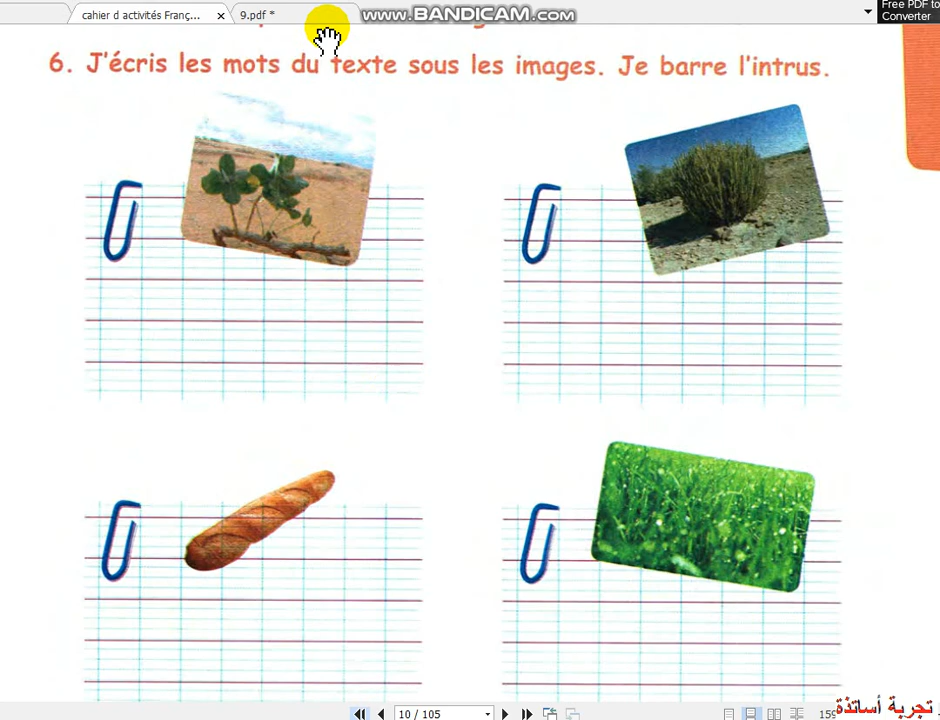 cahier d activités Franç... x
9.pdf *
www.BANDICAM.com
Free PDF to
Converter
6. J'écris les mots du texte sous les images. Je barre l'intrus.
10 / 105
تجربة أساتذة